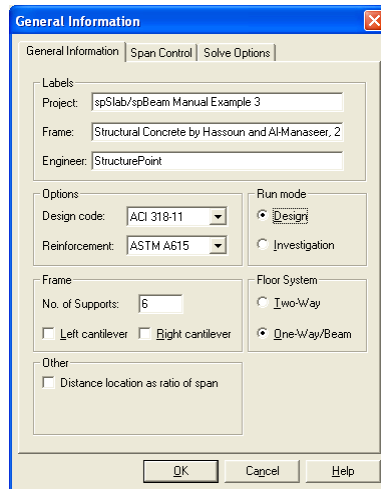 General Information
General Information Span Control Solve Options
Labels
Project: spSlab/spBeam Manual Example 3
Frame: Structural Concrete by Hassoun and Al-Manaseer, 2
Engineer: StructurePoint
Options
Design code: ACI 318-11
Reinforcement: ASTM A615
Run mode
Design
Investigation
Frame
No. of Supports: 6
Left cantilever Right cantilever
Floor System
Two-Way
One-Way/Beam
Other
Distance location as ratio of span
OK Cancel Help